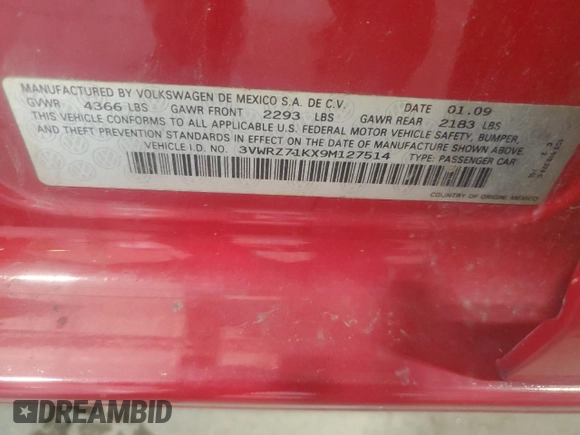 MANUFACTURED BY VOLKSWAGEN DE MEXICO S.A. DE C.V.
GVWR 4366 LBS GAWR FRONT 2293 LBS DATE 01.09
GAWR REAR 2183 LBS
THIS VEHICLE CONFORMS TO ALL APPLICABLE U.S. FEDERAL MOTOR VEHICLE SAFETY, BUMPER,
AND THEFT PREVENTION STANDARDS IN EFFECT ON THE DATE OF MANUFACTURE SHOWN ABOVE.
VEHICLE I.D. NO. 3VWRZ71KX9M127514 TYPE: PASSENGER CAR
COUNTRY OF ORIGIN: MEXICO
DREAMBID